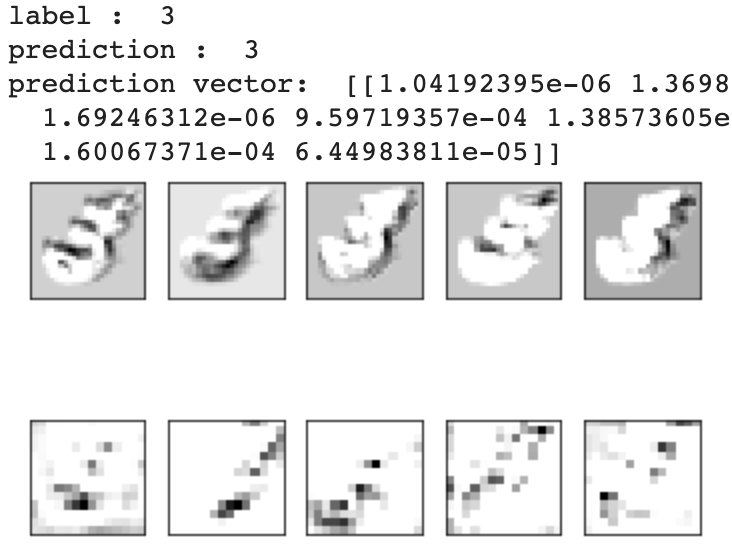 label :  3
prediction :  3
prediction vector:  [[1.04192395e-06 1.3698
1.69246312e-06 9.59719357e-04 1.38573605e
1.60067371e-04 6.44983811e-05]]